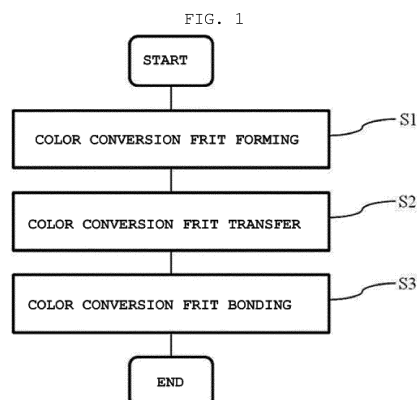 FIG. 1
START
COLOR CONVERSION FRIT FORMING
S1
COLOR CONVERSION FRIT TRANSFER
S2
COLOR CONVERSION FRIT BONDING
S3
END